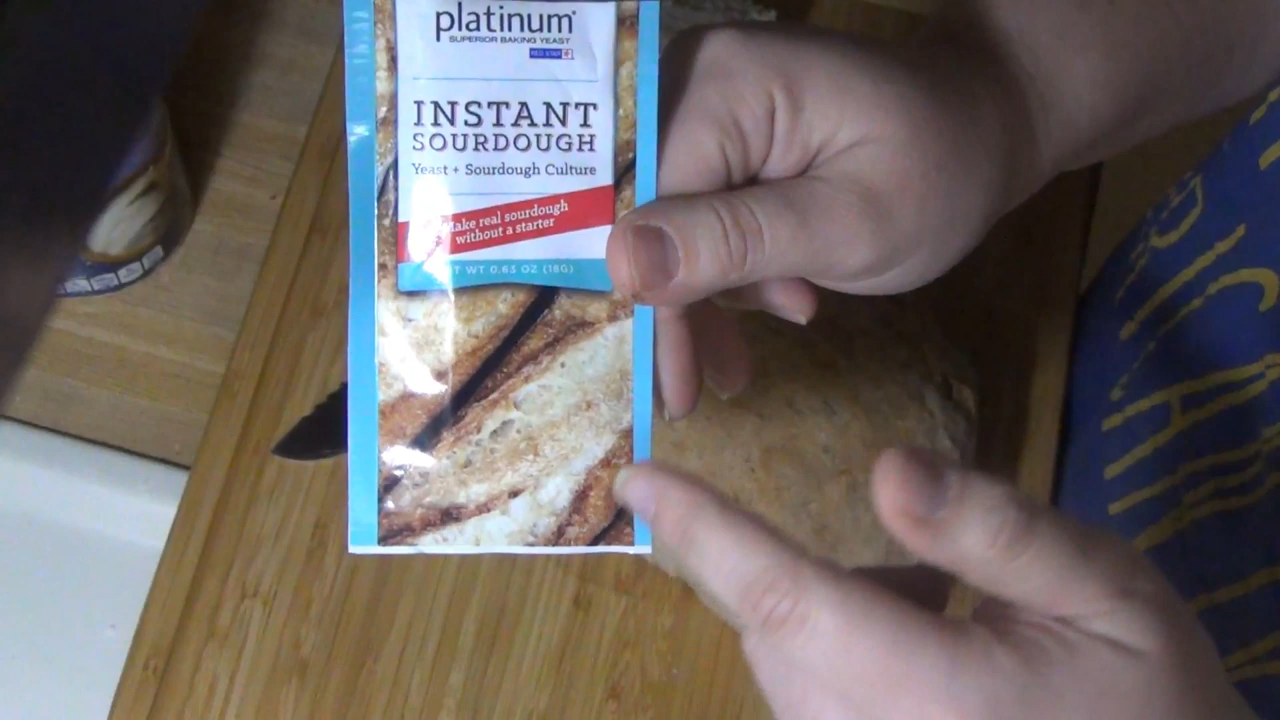 platinum®
SUPERIOR BAKING YEAST
RED STAR
INSTANT
SOURDOUGH
Yeast + Sourdough Culture
Make real sourdough
without a starter
T WT 0.63 OZ (18G)